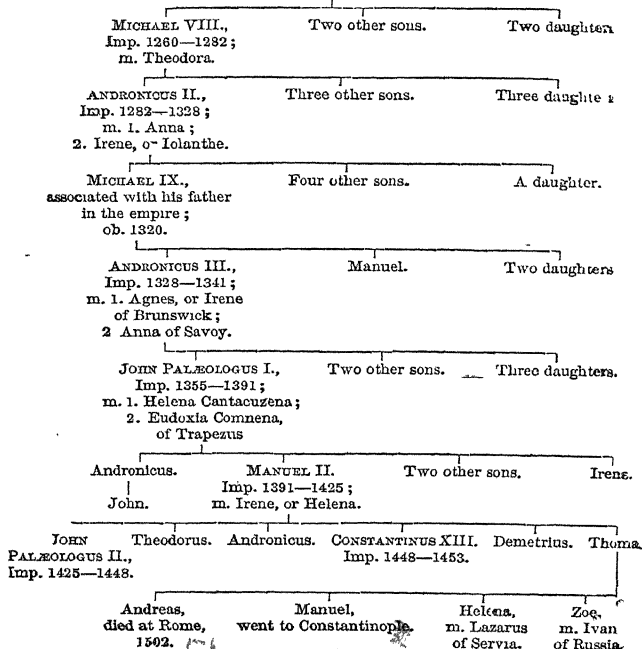 MICHAEL VIII., Two other sons. Two daughters
Imp. 1260—1282;
m. Theodora.
ANDRONICUS II., Three other sons. Three daughte
Imp. 1282—1328;
m. 1. Anna;
2. Irene, or Iolanthe.
MICHAEL IX., Four other sons. A daughter.
associated with his father
in the empire;
ob. 1320.
ANDRONICUS III., Manuel. Two daughters
Imp. 1328—1341;
m. 1. Agnes, or Irene
of Brunswick;
2 Anna of Savoy.
JOHN PALÆOLOGUS I., Two other sons. Three daughters.
Imp. 1355—1391;
m. 1. Helena Cantacuzena;
2. Eudoxia Comnena,
of Trapezus
Andronicus. MANUEL II. Two other sons. Irene.
Imp. 1391—1425;
John. m. Irene, or Helena.
JOHN Theodorus. Andronicus. CONSTANTINUS XIII. Demetrius. Thoma
PALÆOLOGUS II., Imp. 1448—1453.
Imp. 1425—1448.
Andreas, Manuel, Helena, Zoe,
died at Rome, went to Constantinople. m. Lazarus m. Ivan
1502. of Servia. of Russia.